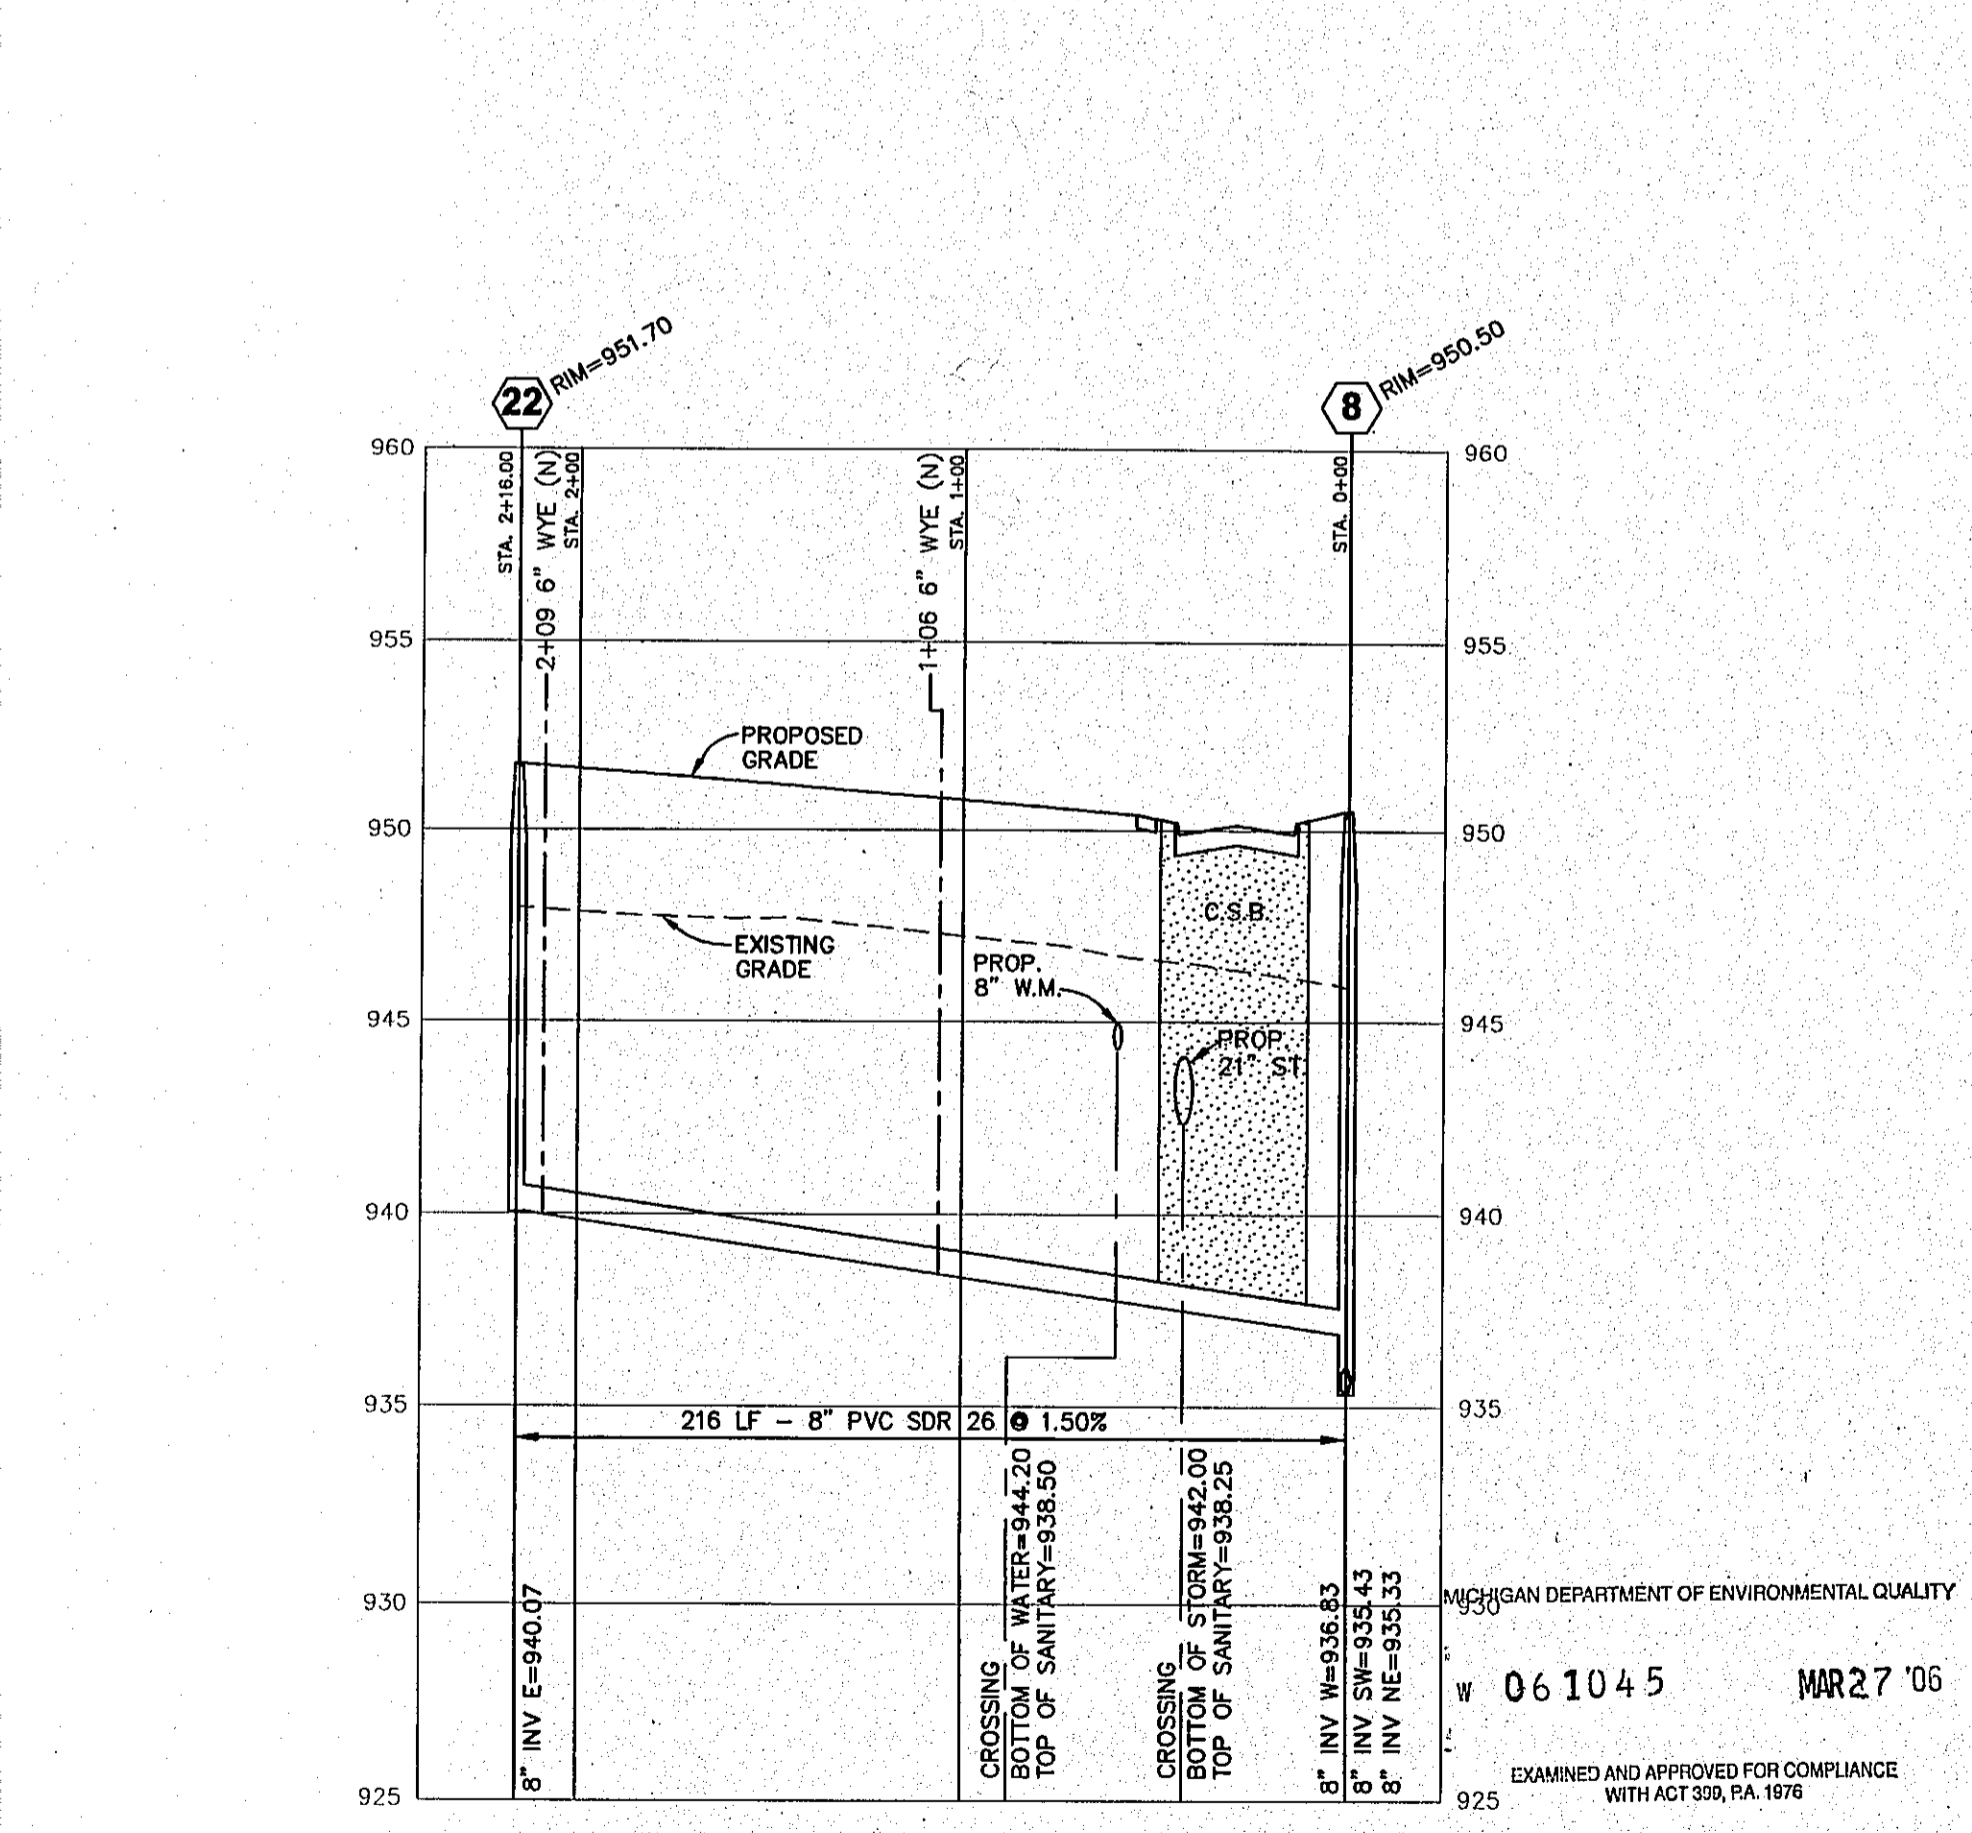 RIM=951.70
22
RIM=950.50
8
960
960
STA. 2+16.00
2+09 6" WYE (N)
STA. 2+00
1+06 6" WYE (N)
STA. 1+00
STA. 0+00
955
955
PROPOSED
GRADE
950
950
C.S.B.
EXISTING
GRADE
PROP.
8" W.M.
945
945
PROP.
21" ST
940
940
935
935
216 LF - 8" PVC SDR 26 @ 1.50%
8" INV E=940.07
CROSSING
BOTTOM OF WATER=944.20
TOP OF SANITARY=938.50
CROSSING
BOTTOM OF STORM=942.00
TOP OF SANITARY=938.25
8" INV W=936.83
8" INV SW=935.43
8" INV NE=935.33
930
930
MICHIGAN DEPARTMENT OF ENVIRONMENTAL QUALITY
W 061045 MAR 27 '06
EXAMINED AND APPROVED FOR COMPLIANCE
WITH ACT 399, P.A. 1976
925
925